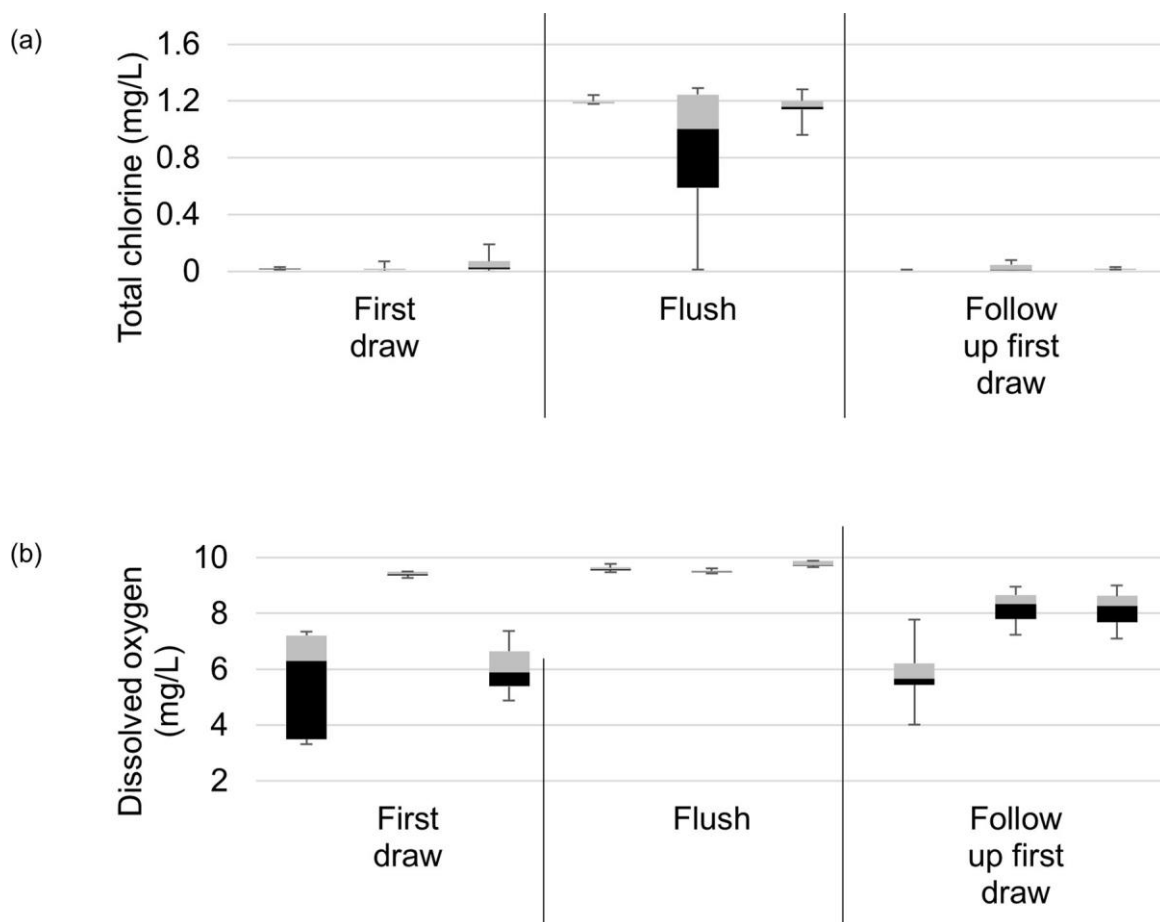 (a)
Total chlorine (mg/L)
1.6
1.2
0.8
0.4
0
First
draw
Flush
Follow
up first
draw
(b)
Dissolved oxygen
(mg/L)
10
8
6
4
2
First
draw
Flush
Follow
up first
draw